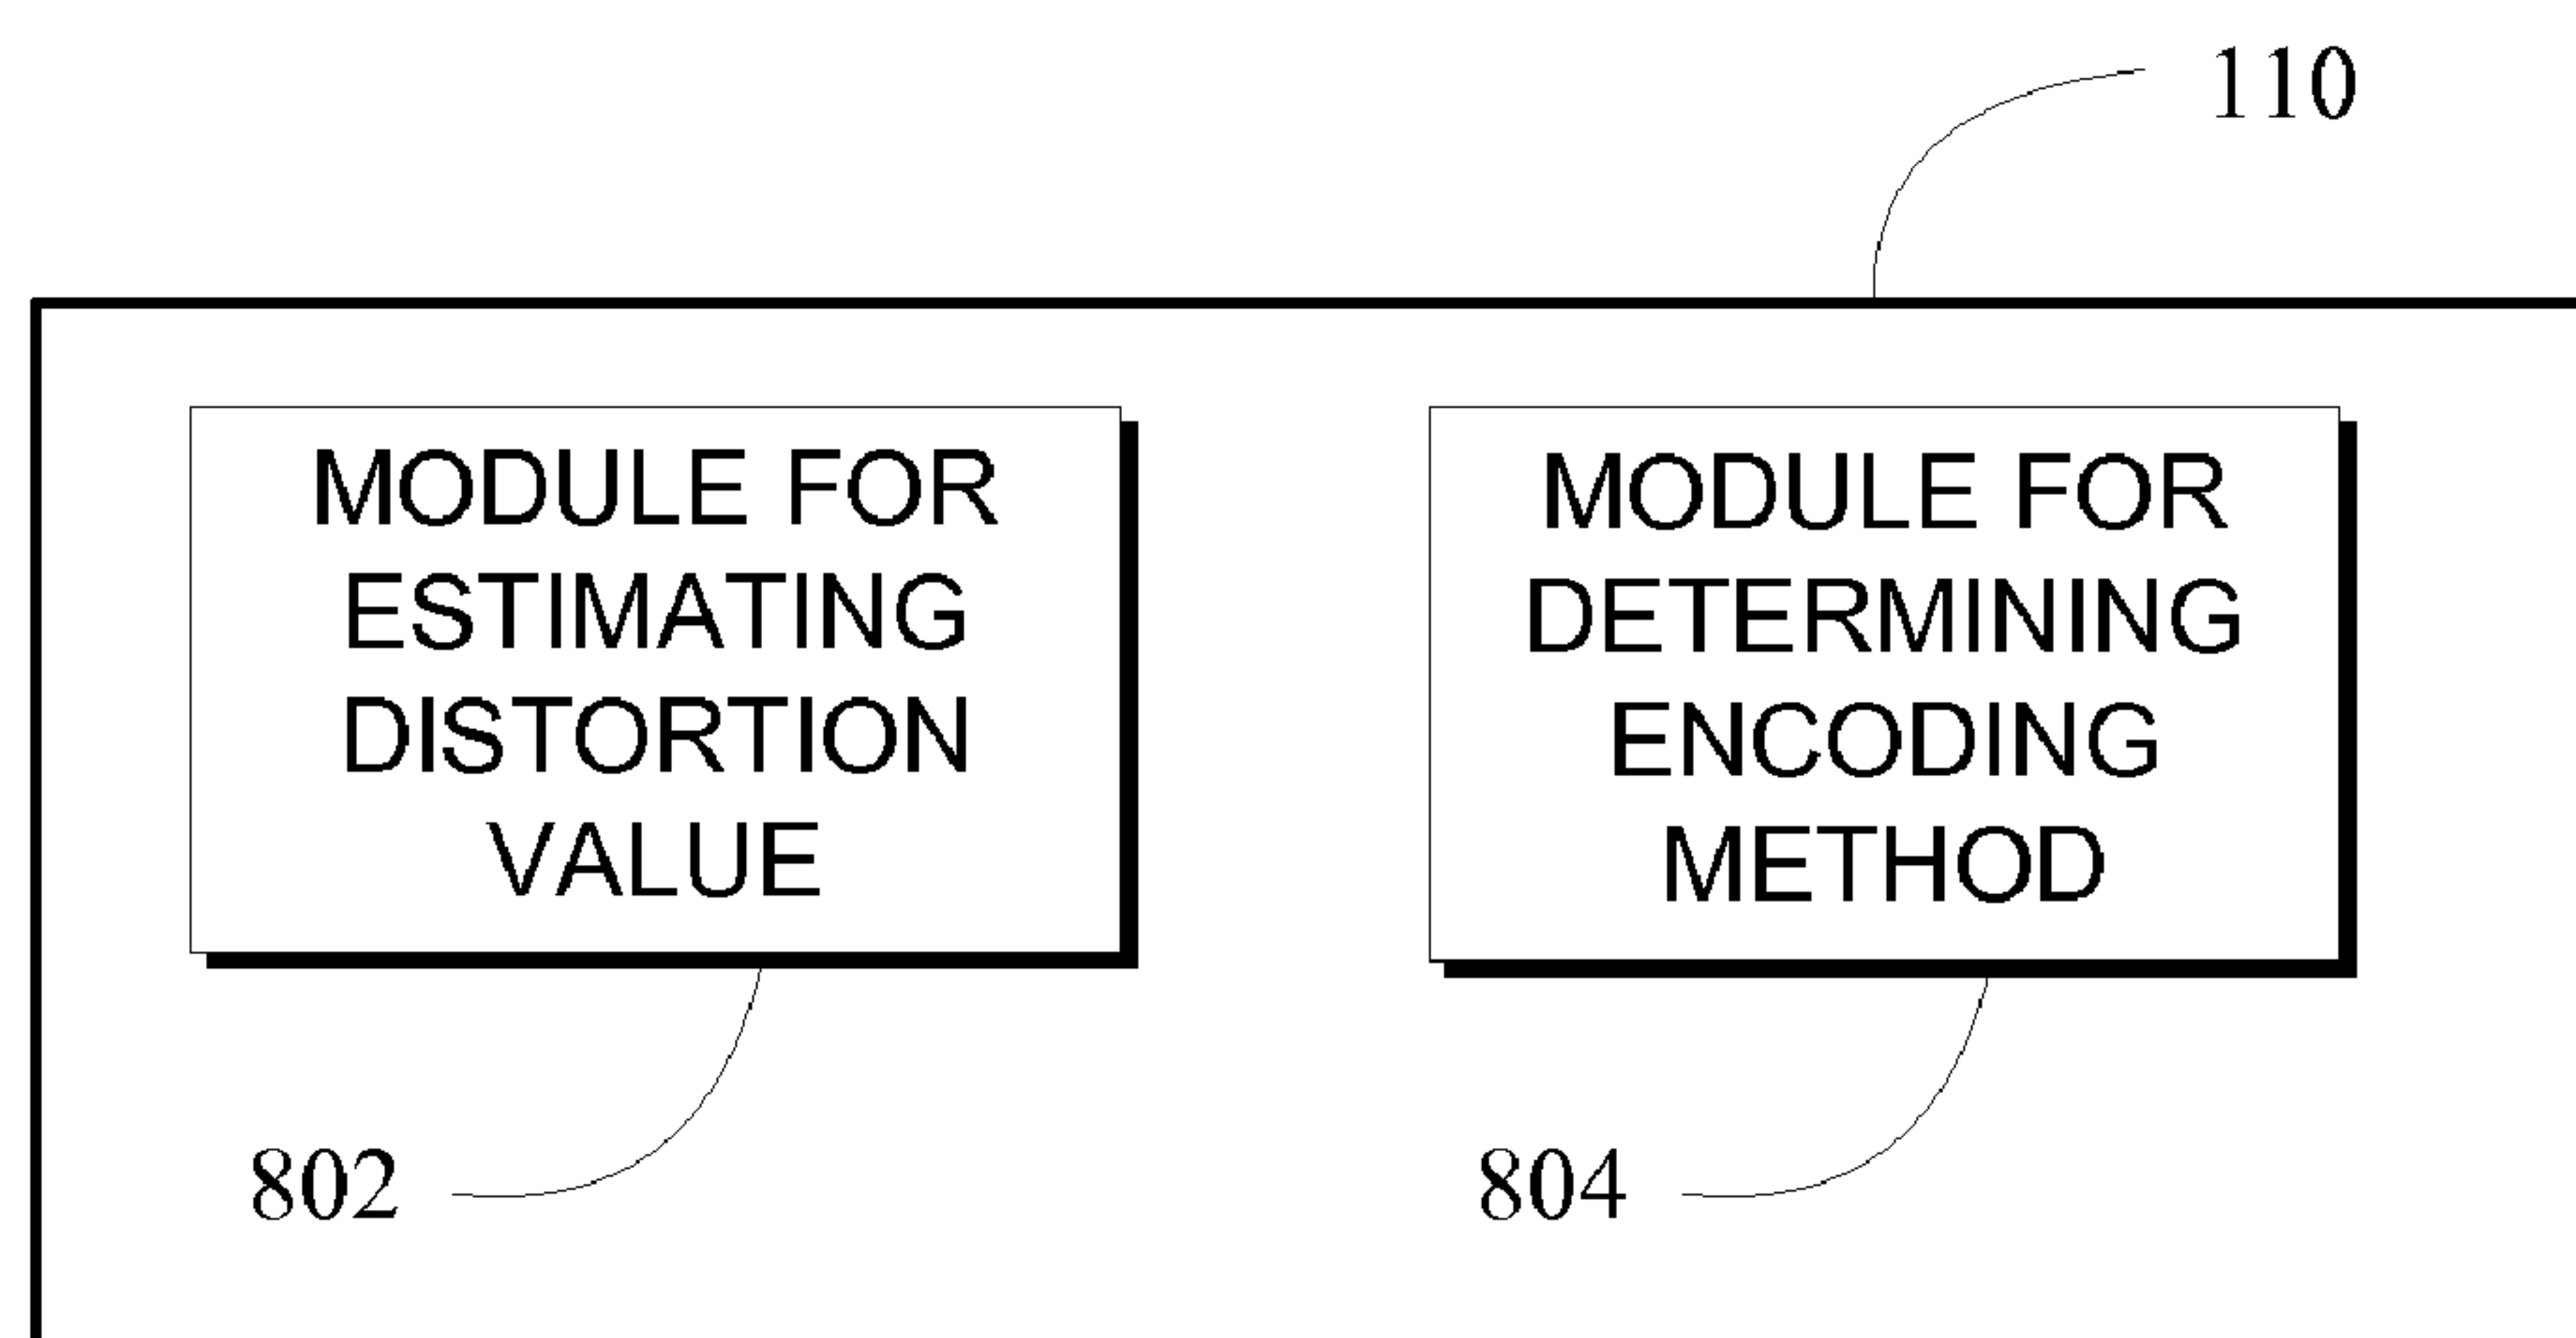 110
MODULE FOR
ESTIMATING
DISTORTION
VALUE
MODULE FOR
DETERMINING
ENCODING
METHOD
802
804